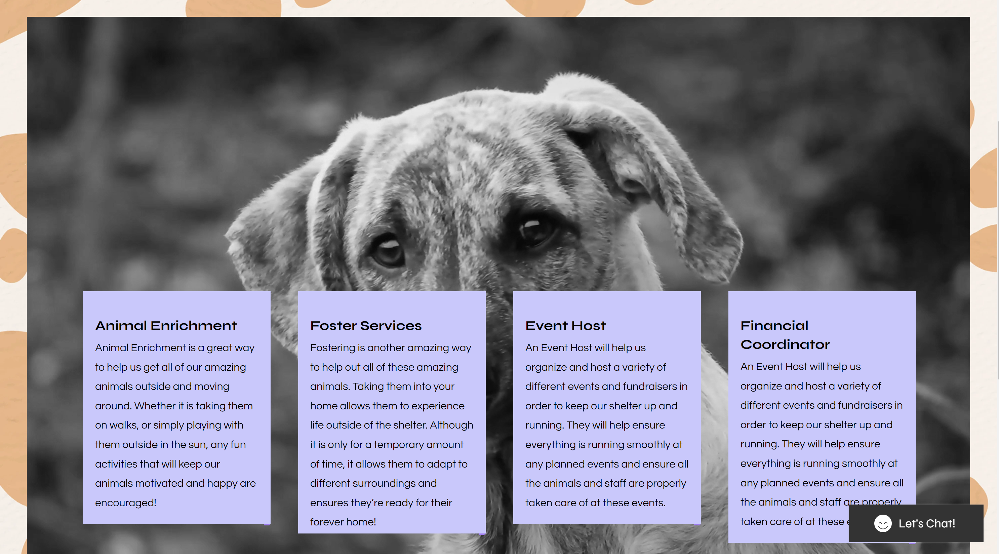 Animal Enrichment
Animal Enrichment is a great way
to help us get all of our amazing
animals outside and moving
around. Whether it is taking them
on walks, or simply playing with
them outside in the sun, any fun
activities that will keep our
animals motivated and happy are
encouraged!
Foster Services
Fostering is another amazing way
to help out all of these amazing
animals. Taking them into your
home allows them to experience
life outside of the shelter. Although
it is only for a temporary amount
of time, it allows them to adapt to
different surroundings and
ensures they’re ready for their
forever home!
Event Host
An Event Host will help us
organize and host a variety of
different events and fundraisers in
order to keep our shelter up and
running. They will help ensure
everything is running smoothly at
any planned events and ensure all
the animals and staff are properly
taken care of at these events.
Financial
Coordinator
An Event Host will help us
organize and host a variety of
different events and fundraisers in
order to keep our shelter up and
running. They will help ensure
everything is running smoothly at
any planned events and ensure all
the animals and staff are properly
taken care of at these
Let's Chat!